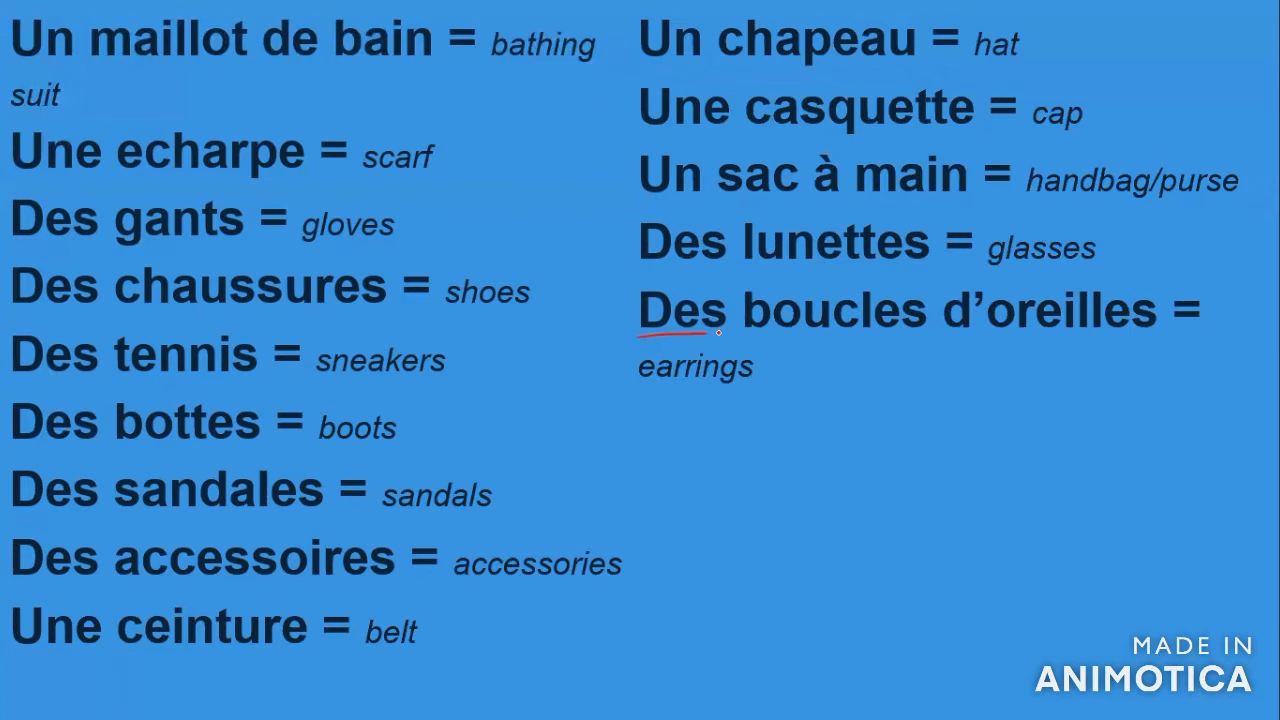 Un maillot de bain = bathing
suit
Une echarpe = scarf
Des gants = gloves
Des chaussures = shoes
Des tennis = sneakers
Des bottes = boots
Des sandales = sandals
Des accessoires = accessories
Une ceinture = belt
Un chapeau = hat
Une casquette = cap
Un sac à main = handbag/purse
Des lunettes = glasses
Des boucles d’oreilles =
earrings
MADE IN
ANIMOTICA